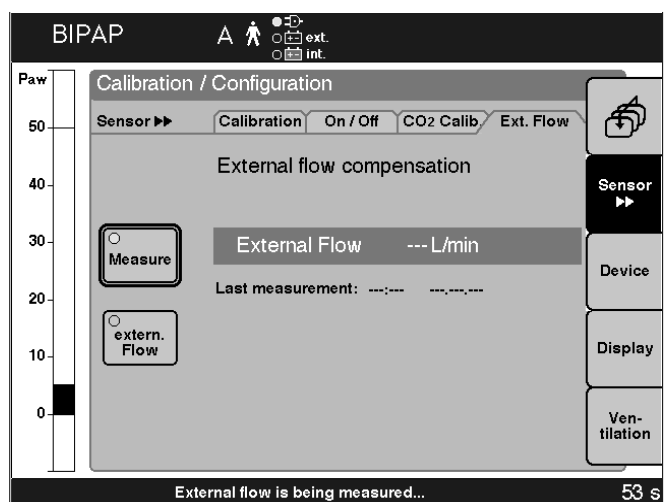 BIPAP A ext.
int.
Paw
Calibration / Configuration
Sensor ▶▶ Calibration On / Off CO2 Calib. Ext. Flow
50
External flow compensation
40
Sensor
▶▶
30
Measure
External Flow --- L/min
Device
Last measurement: ---:--- ---.---.---
20
extern.
Flow
10
Display
0
Ven-
tilation
External flow is being measured... 53 s